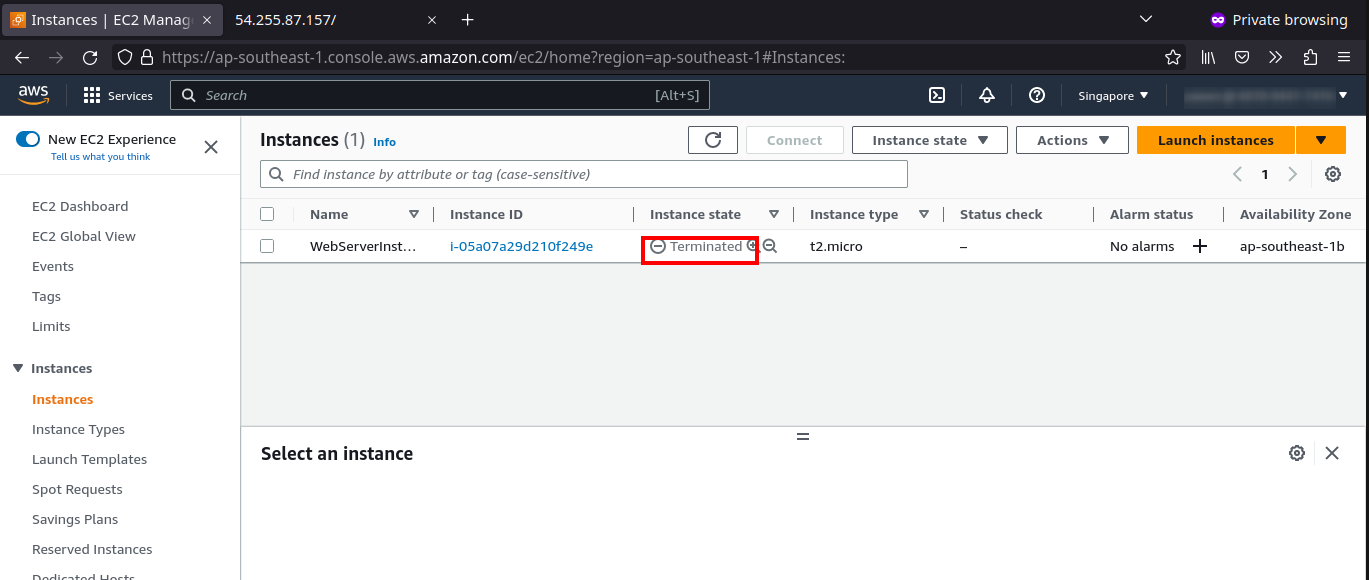 Instances | EC2 Manag
54.255.87.157/
Private browsing
https://ap-southeast-1.console.aws.amazon.com/ec2/home?region=ap-southeast-1#Instances:
aws
Services
Search
[Alt+S]
Singapore
New EC2 Experience
Tell us what you think
EC2 Dashboard
EC2 Global View
Events
Tags
Limits
Instances
Instances
Instance Types
Launch Templates
Spot Requests
Savings Plans
Reserved Instances
Dedicated Hosts
Instances (1) Info
Connect
Instance state
Actions
Launch instances
Find instance by attribute or tag (case-sensitive)
1
Name Instance ID Instance state Instance type Status check Alarm status Availability Zone
WebServerInst… i-05a07a29d210f249e Terminated t2.micro – No alarms + ap-southeast-1b
Select an instance